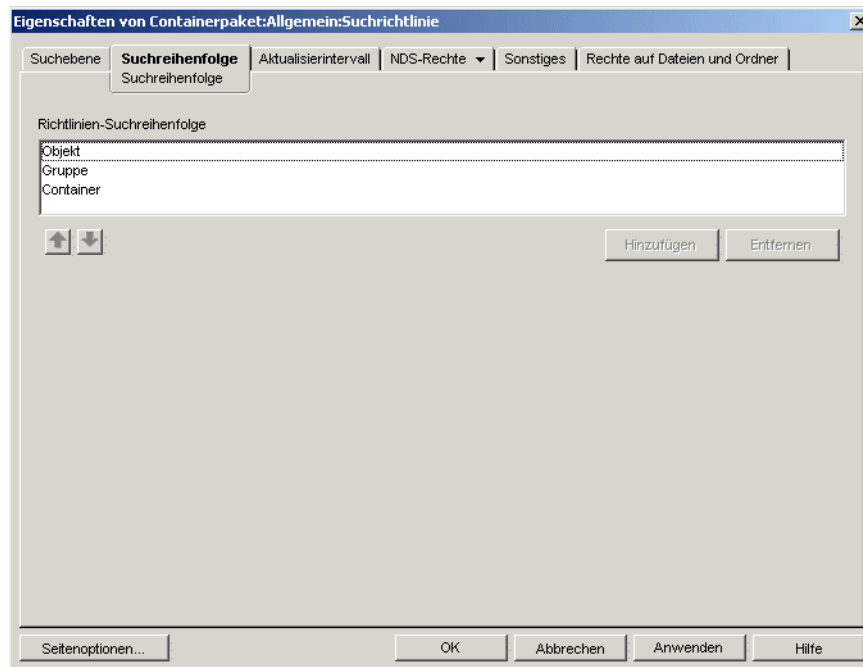 Eigenschaften von Containerpaket:Allgemein:Suchrichtlinie
Suchebene Suchreihenfolge Aktualisierintervall NDS-Rechte Sonstiges Rechte auf Dateien und Ordner
Suchreihenfolge
Richtlinien-Suchreihenfolge
Objekt
Gruppe
Container
Hinzufügen Entfernen
Seitenoptionen... OK Abbrechen Anwenden Hilfe